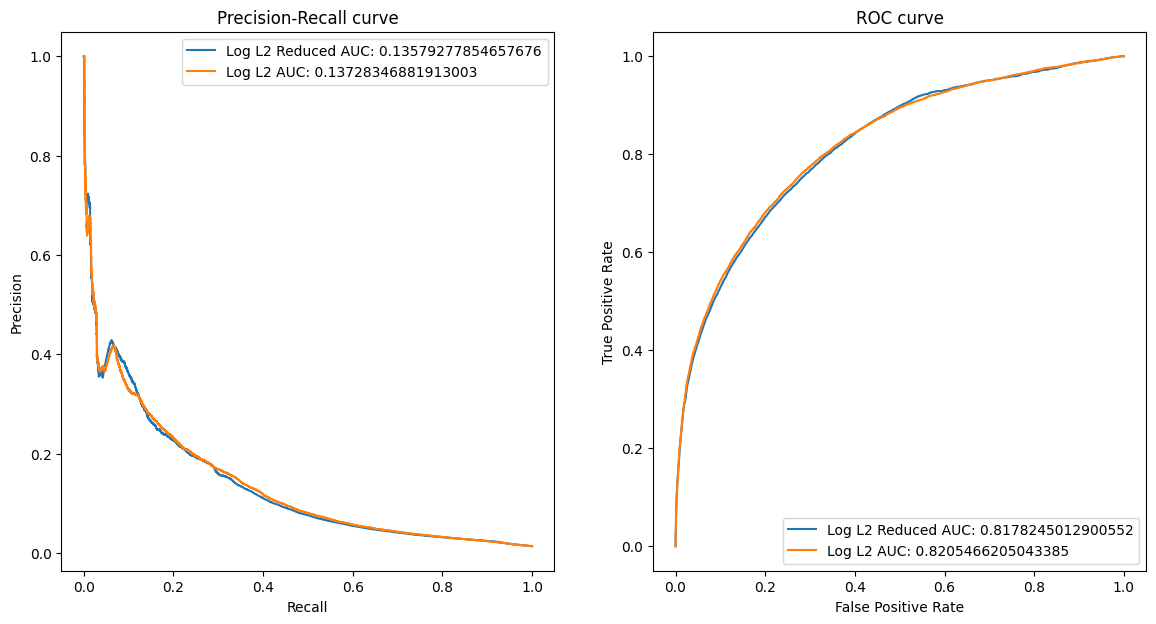 Precision-Recall curve
Log L2 Reduced AUC: 0.13579277854657676
Log L2 AUC: 0.13728346881913003
1.0
0.8
0.6
0.4
0.2
0.0
Precision
0.0 0.2 0.4 0.6 0.8 1.0
Recall
ROC curve
1.0
0.8
0.6
0.4
0.2
0.0
True Positive Rate
Log L2 Reduced AUC: 0.8178245012900552
Log L2 AUC: 0.8205466205043385
0.0 0.2 0.4 0.6 0.8 1.0
False Positive Rate